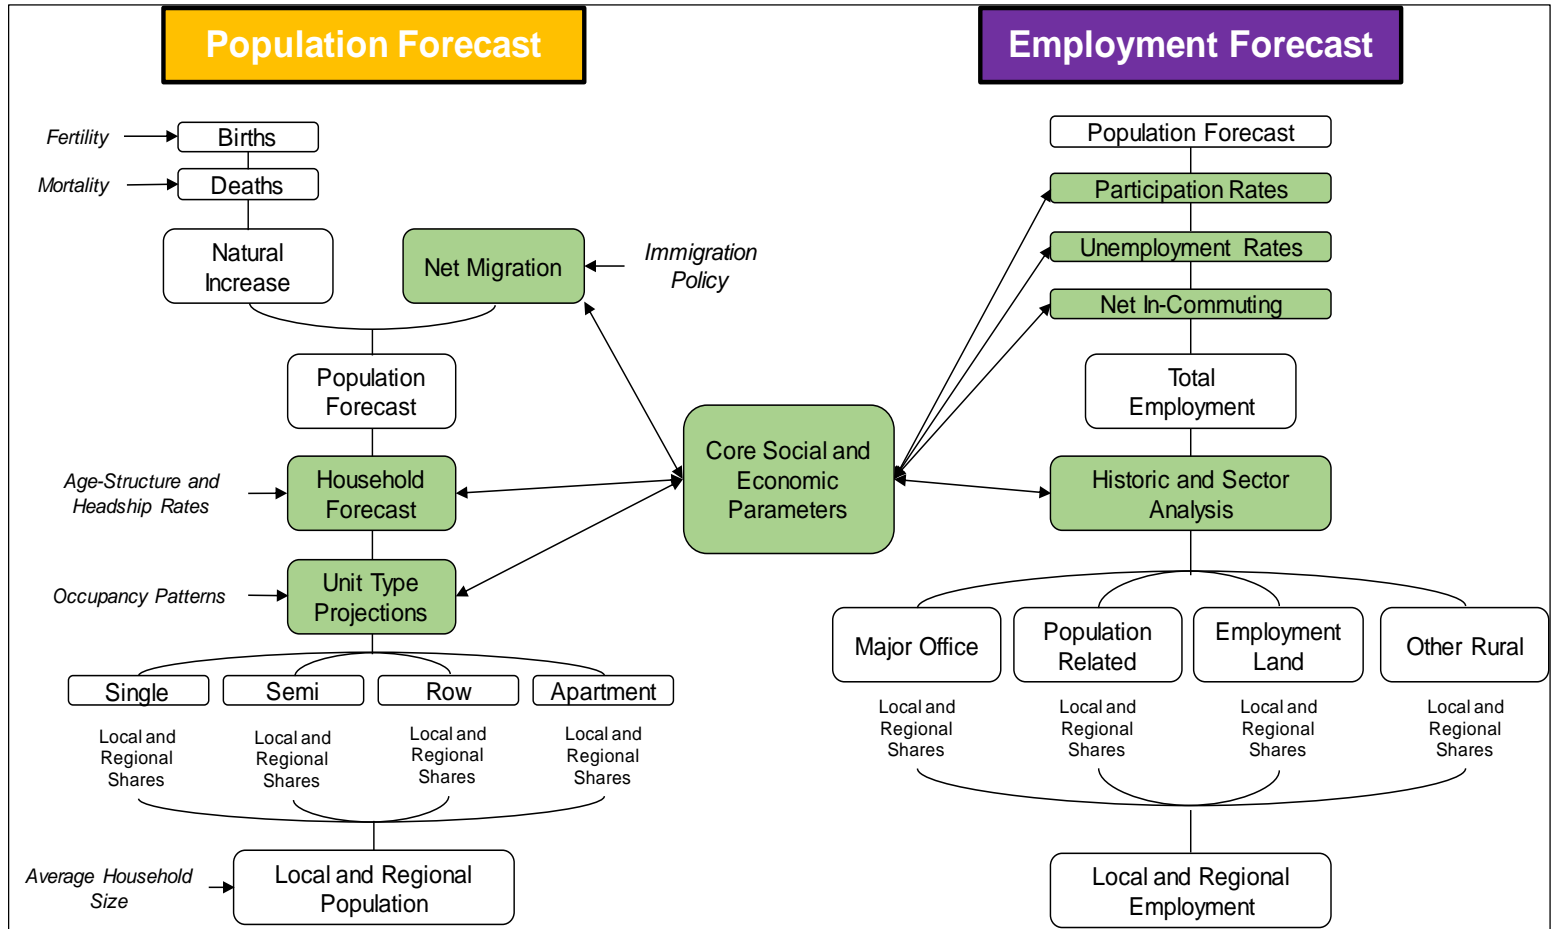 Population Forecast
Employment Forecast
Fertility
Births
Mortality
Deaths
Natural
Increase
Net Migration
Immigration
Policy
Population
Forecast
Age-Structure and
Headship Rates
Household
Forecast
Occupancy Patterns
Unit Type
Projections
Single
Semi
Row
Apartment
Local and
Regional
Shares
Local and
Regional
Shares
Local and
Regional
Shares
Local and
Regional
Shares
Average Household
Size
Local and Regional
Population
Core Social and
Economic
Parameters
Population Forecast
Participation Rates
Unemployment Rates
Net In-Commuting
Total
Employment
Historic and Sector
Analysis
Major Office
Population
Related
Employment
Land
Other Rural
Local and
Regional
Shares
Local and
Regional
Shares
Local and
Regional
Shares
Local and
Regional
Shares
Local and Regional
Employment